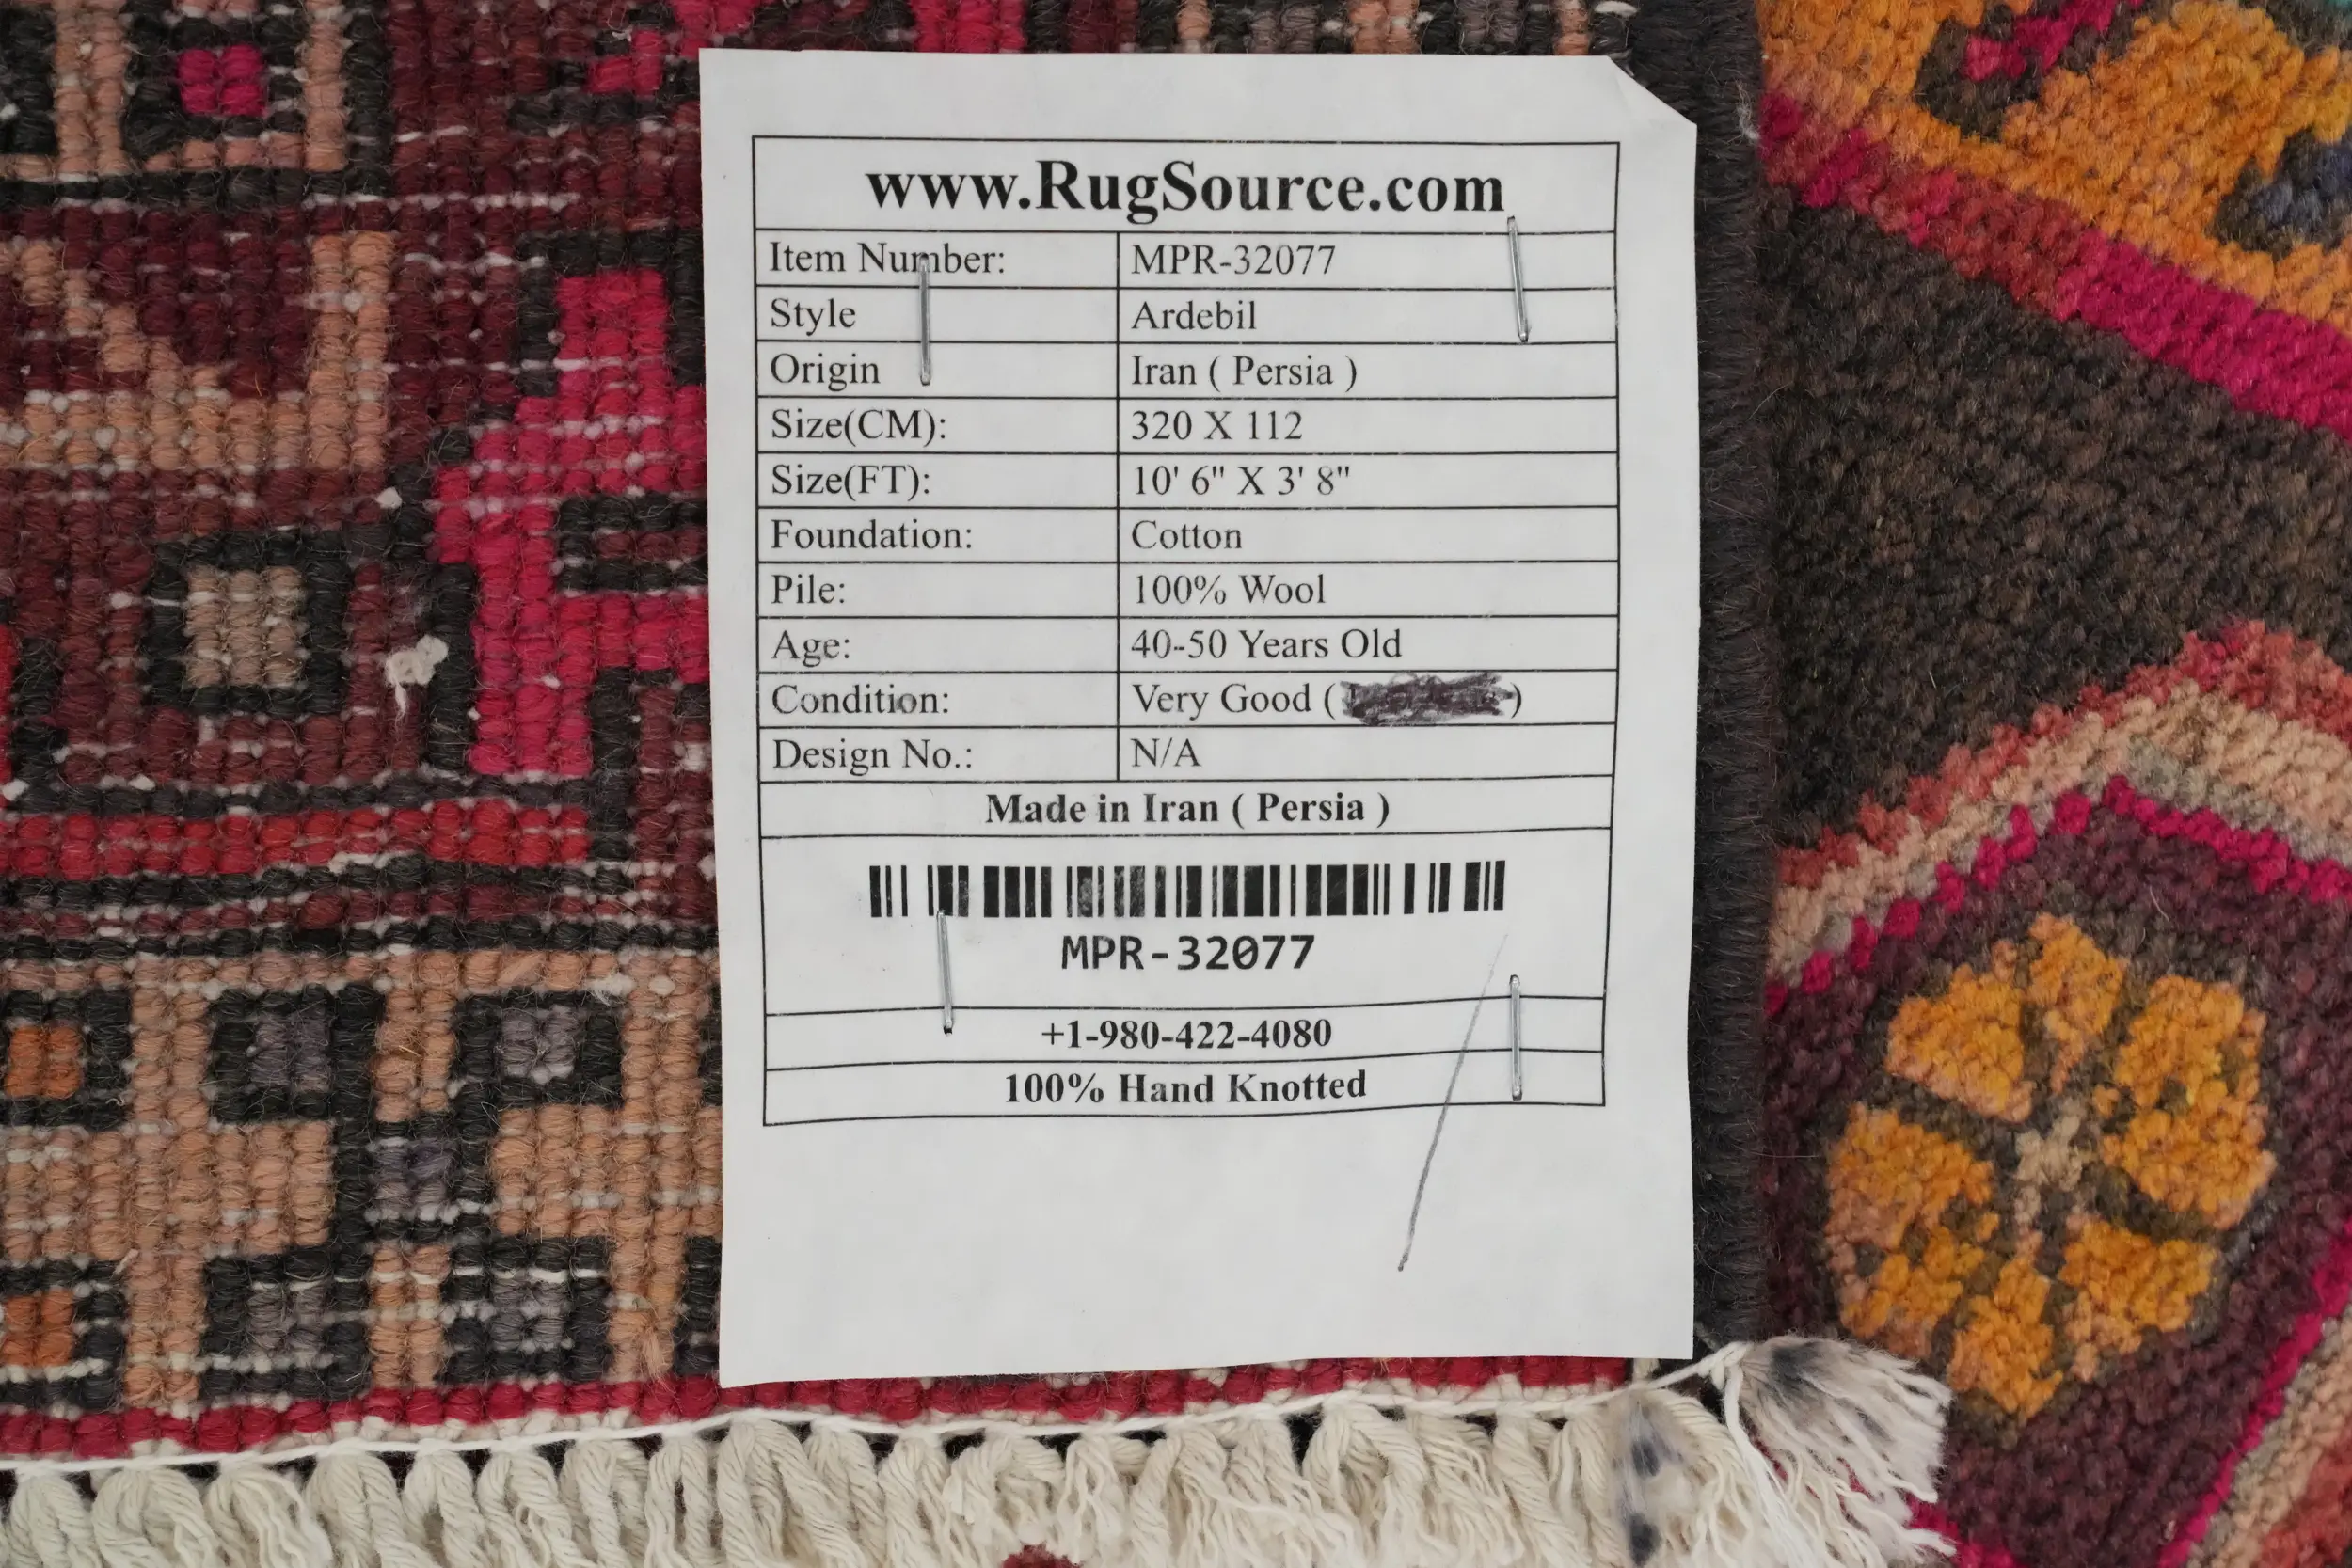 www.RugSource.com
Item Number: MPR-32077
Style Ardebil
Origin Iran ( Persia )
Size(CM): 320 X 112
Size(FT): 10' 6" X 3' 8"
Foundation: Cotton
Pile: 100% Wool
Age: 40-50 Years Old
Condition: Very Good ( )
Design No.: N/A
Made in Iran ( Persia )
MPR-32077
+1-980-422-4080
100% Hand Knotted